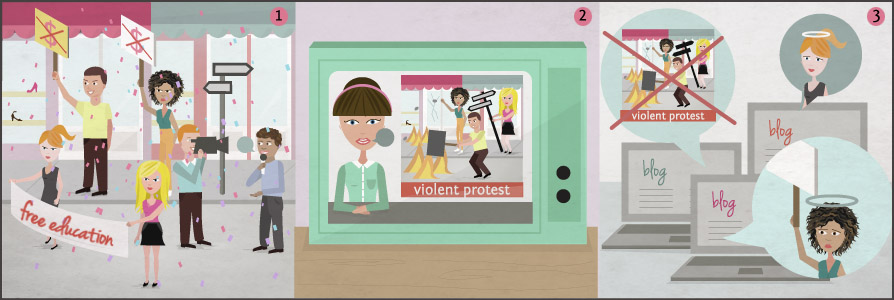 1
$
$
free education
2
violent protest
3
violent protest
blog
blog
blog